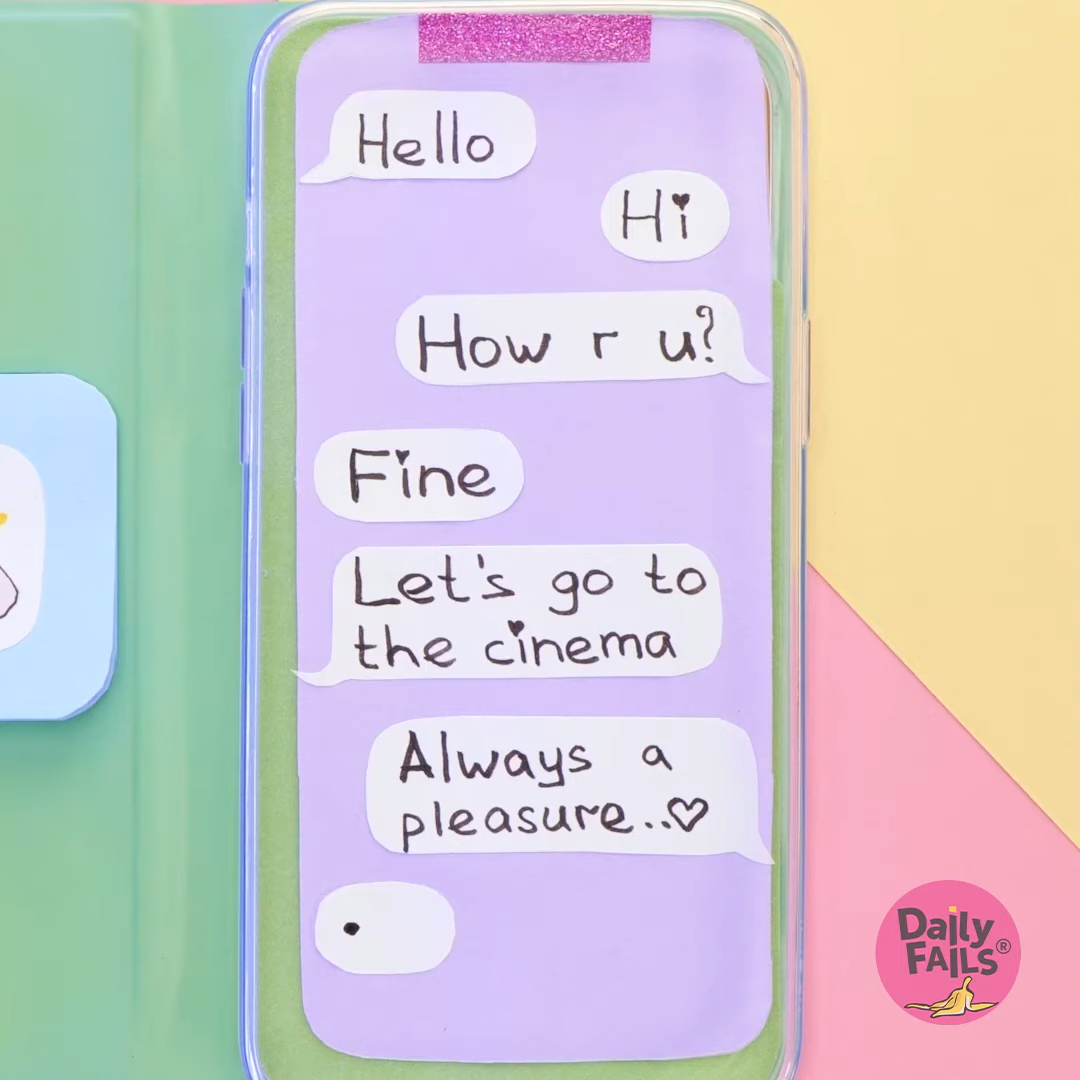 Hello
Hi
How r u?
Fine
Let's go to
the cinema
Always a
pleasure..♡
.
Daily
FAILS®